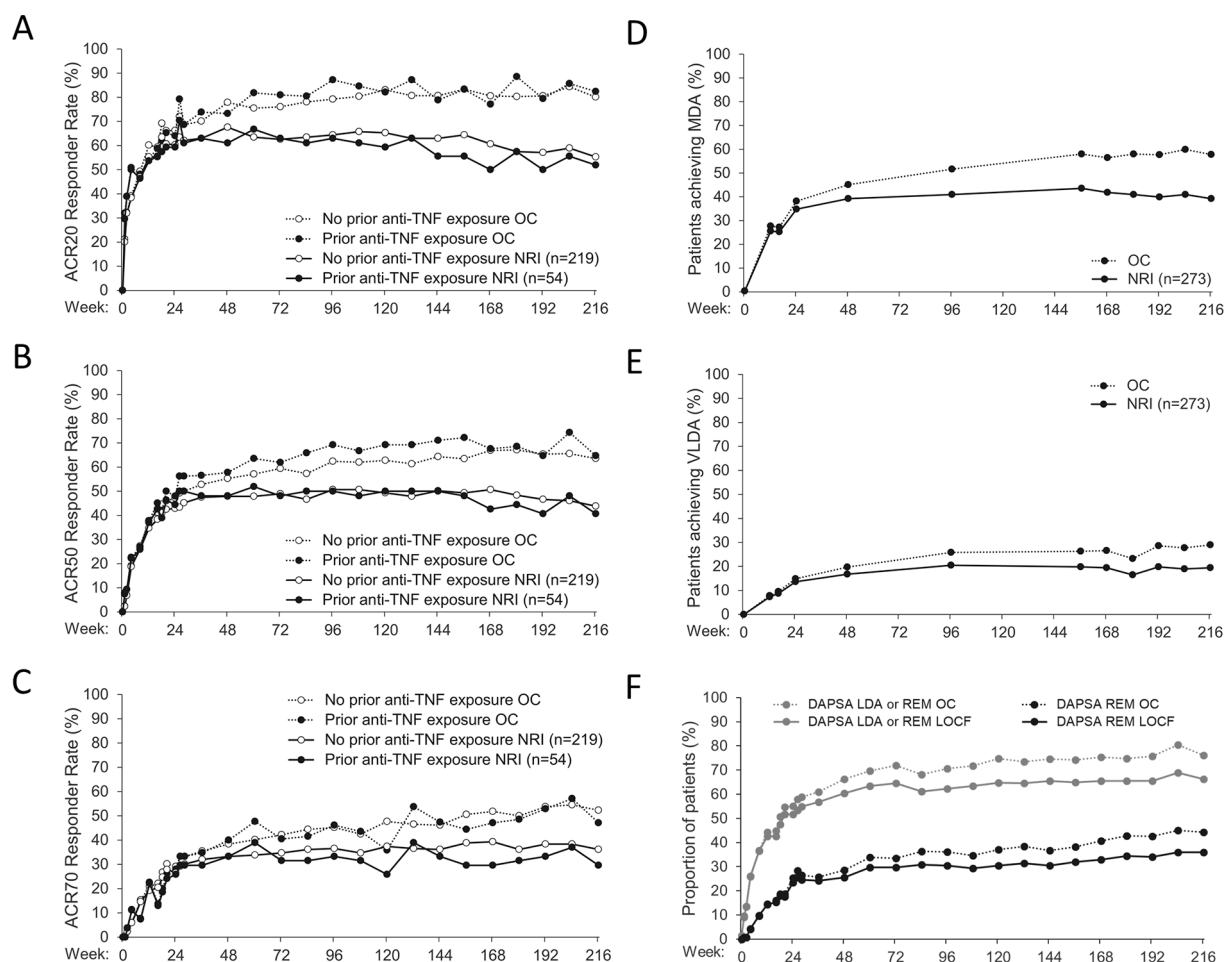 A
ACR20 Responder Rate (%)
100
90
80
70
60
50
40
30
20
10
0
No prior anti-TNF exposure OC
Prior anti-TNF exposure OC
No prior anti-TNF exposure NRI (n=219)
Prior anti-TNF exposure NRI (n=54)
Week: 0 24 48 72 96 120 144 168 192 216
B
ACR50 Responder Rate (%)
100
90
80
70
60
50
40
30
20
10
0
No prior anti-TNF exposure OC
Prior anti-TNF exposure OC
No prior anti-TNF exposure NRI (n=219)
Prior anti-TNF exposure NRI (n=54)
Week: 0 24 48 72 96 120 144 168 192 216
C
ACR70 Responder Rate (%)
100
90
80
70
60
50
40
30
20
10
0
No prior anti-TNF exposure OC
Prior anti-TNF exposure OC
No prior anti-TNF exposure NRI (n=219)
Prior anti-TNF exposure NRI (n=54)
Week: 0 24 48 72 96 120 144 168 192 216
D
Patients achieving MDA (%)
100
90
80
70
60
50
40
30
20
10
0
OC
NRI (n=273)
Week: 0 24 48 72 96 120 144 168 192 216
E
Patients achieving VLDA (%)
100
90
80
70
60
50
40
30
20
10
0
OC
NRI (n=273)
Week: 0 24 48 72 96 120 144 168 192 216
F
Proportion of patients (%)
100
90
80
70
60
50
40
30
20
10
0
DAPSA LDA or REM OC
DAPSA REM OC
DAPSA LDA or REM LOCF
DAPSA REM LOCF
Week: 0 24 48 72 96 120 144 168 192 216